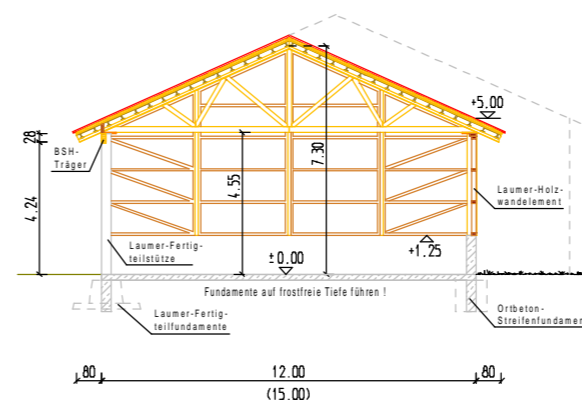 +5.00
28
BSH-
Träger
7.30
4.55
4.24
Laumer-Holz-
wandelement
+1.25
Laumer-Fertig-
teilstütze
±0.00
Fundamente auf frostfreie Tiefe führen !
Laumer-Fertig-
teilfundamente
Ortbeton-
Streifenfundamen
80
12.00
80
(15.00)